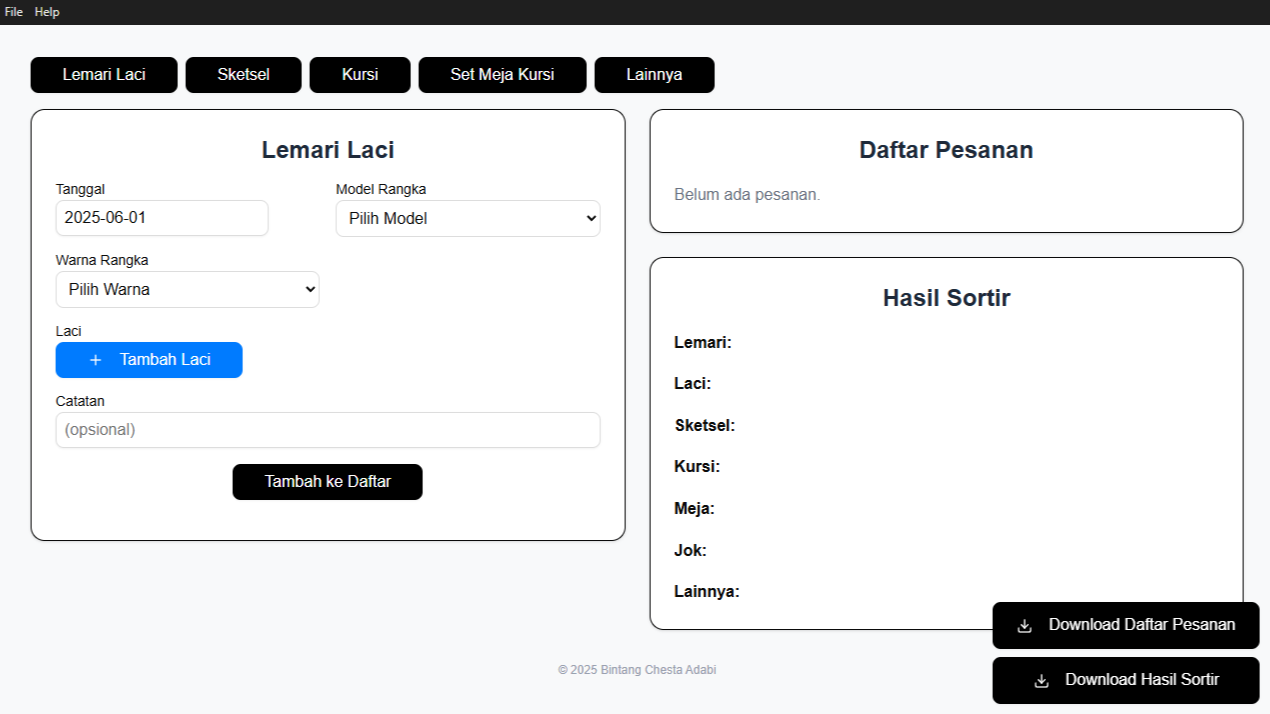 File Help
Lemari Laci Sketsel Kursi Set Meja Kursi Lainnya
Lemari Laci
Tanggal Model Rangka
2025-06-01 Pilih Model
Warna Rangka
Pilih Warna
Laci
+ Tambah Laci
Catatan
(opsional)
Tambah ke Daftar
Daftar Pesanan
Belum ada pesanan.
Hasil Sortir
Lemari:
Laci:
Sketsel:
Kursi:
Meja:
Jok:
Lainnya:
Download Daftar Pesanan
Download Hasil Sortir
© 2025 Bintang Chesta Adabi